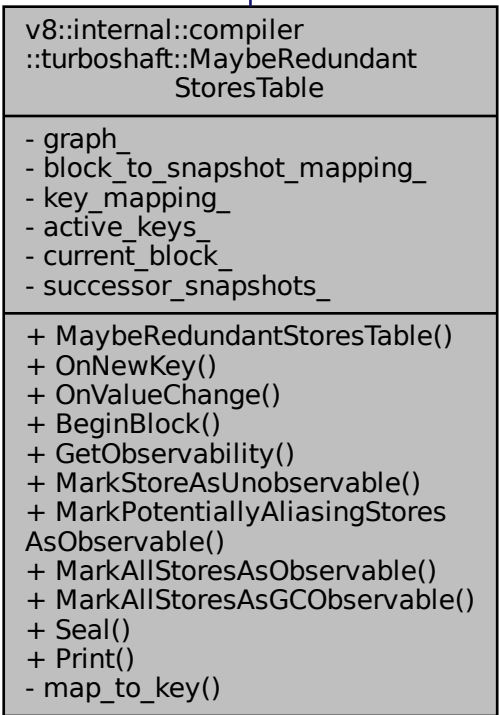 v8::internal::compiler
::turboshaft::MaybeRedundant
StoresTable
- graph_
- block_to_snapshot_mapping_
- key_mapping_
- active_keys_
- current_block_
- successor_snapshots_
+ MaybeRedundantStoresTable()
+ OnNewKey()
+ OnValueChange()
+ BeginBlock()
+ GetObservability()
+ MarkStoreAsUnobservable()
+ MarkPotentiallyAliasingStores
AsObservable()
+ MarkAllStoresAsObservable()
+ MarkAllStoresAsGCObservable()
+ Seal()
+ Print()
- map_to_key()